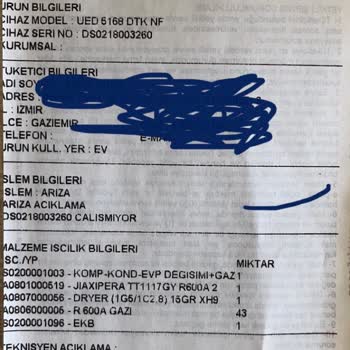 URUN BILGILERI
CIHAZ MODEL : UED 6168 DTK NF
CIHAZ SERI NO : DS0218003260
KURUMSAL :
TUKETICI BILGILERI
ADI SOY
ADRES :
L : IZMIR
LCE : GAZIEMIR
TELEFON : E-MA
URUN KULL. YER : EV
ISLEM BILGILERI
ISLEM : ARIZA
ARIZA ACIKLAMA
DS0218003260 CALISMIYOR
MALZEME ISCILIK BILGILERI
ISC./YP MIKTAR
S0200001003 - KOMP-KOND-EVP DEGISIMI+GAZ 1
A0801000519 - JIAXIPERA TT1117GY R600A 2 1
A0807000056 - DRYER (1G5/1C2,8) 15GR XH9 1
A0806000006 - R 600A GAZI 43
S0200001096 - EKB 1
TEKNISYEN ACIKLAMA :